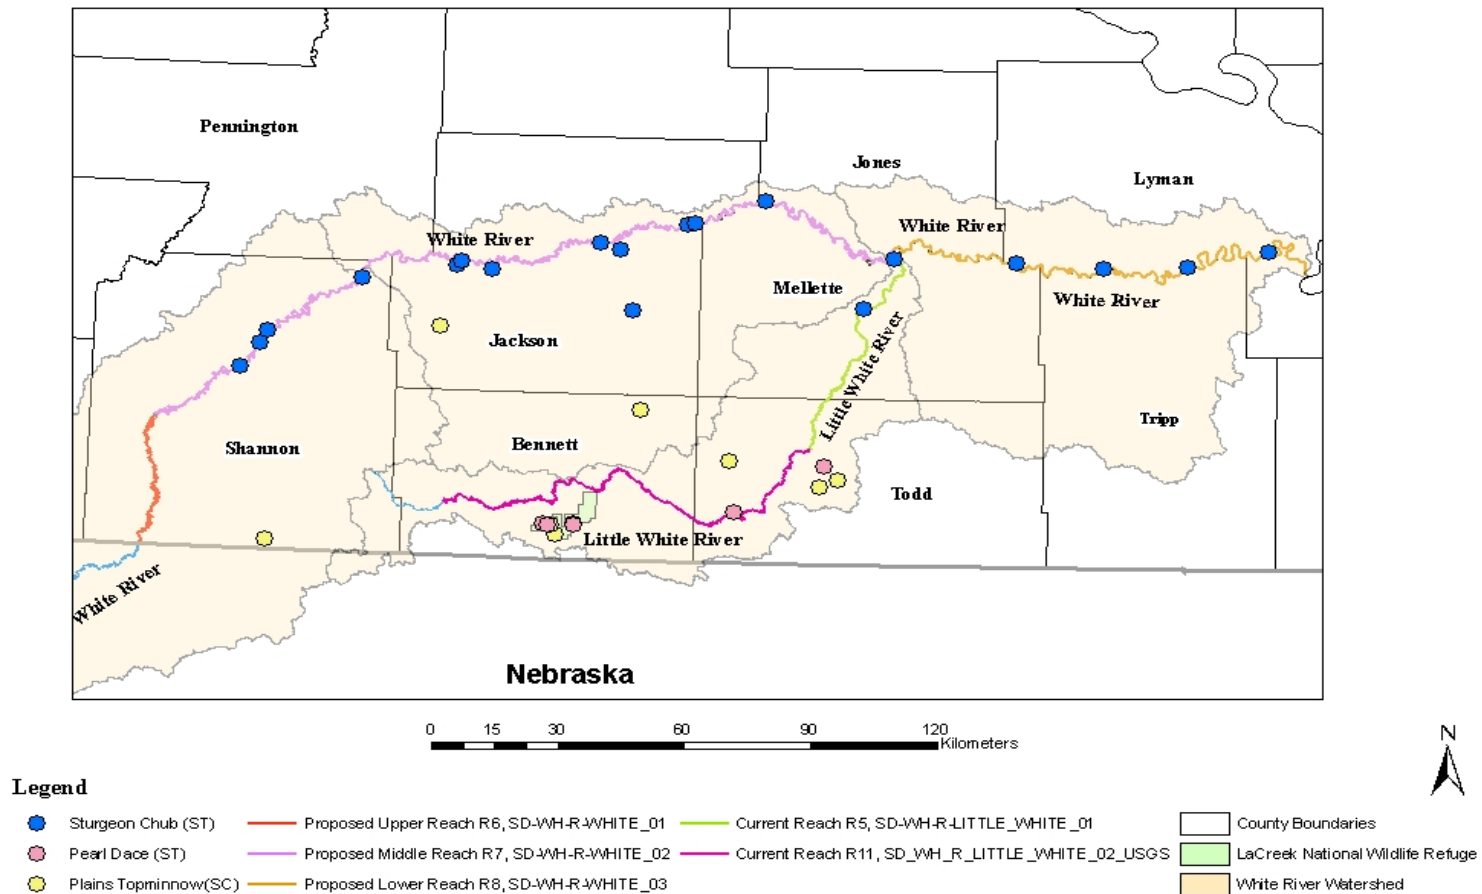 Pennington
Jones
Lyman
White River
White River
Mellette
White River
Jackson
Little White River
Tripp
Shannon
Bennett
Todd
Little White River
White River
Nebraska
0 15 30 60 90 120
Kilometers
N
Legend
Sturgeon Chub (ST) Proposed Upper Reach R6, SD-WH-R-WHITE_01 Current Reach R5, SD-WH-R-LITTLE_WHITE_01 County Boundaries
Pearl Dace (ST) Proposed Middle Reach R7, SD-WH-R-WHITE_02 Current Reach R11, SD_WH_R_LITTLE_WHITE_02_USGS LaCreek National Wildlife Refuge
Plains Topminnow(SC) Proposed Lower Reach R8, SD-WH-R-WHITE_03 White River Watershed